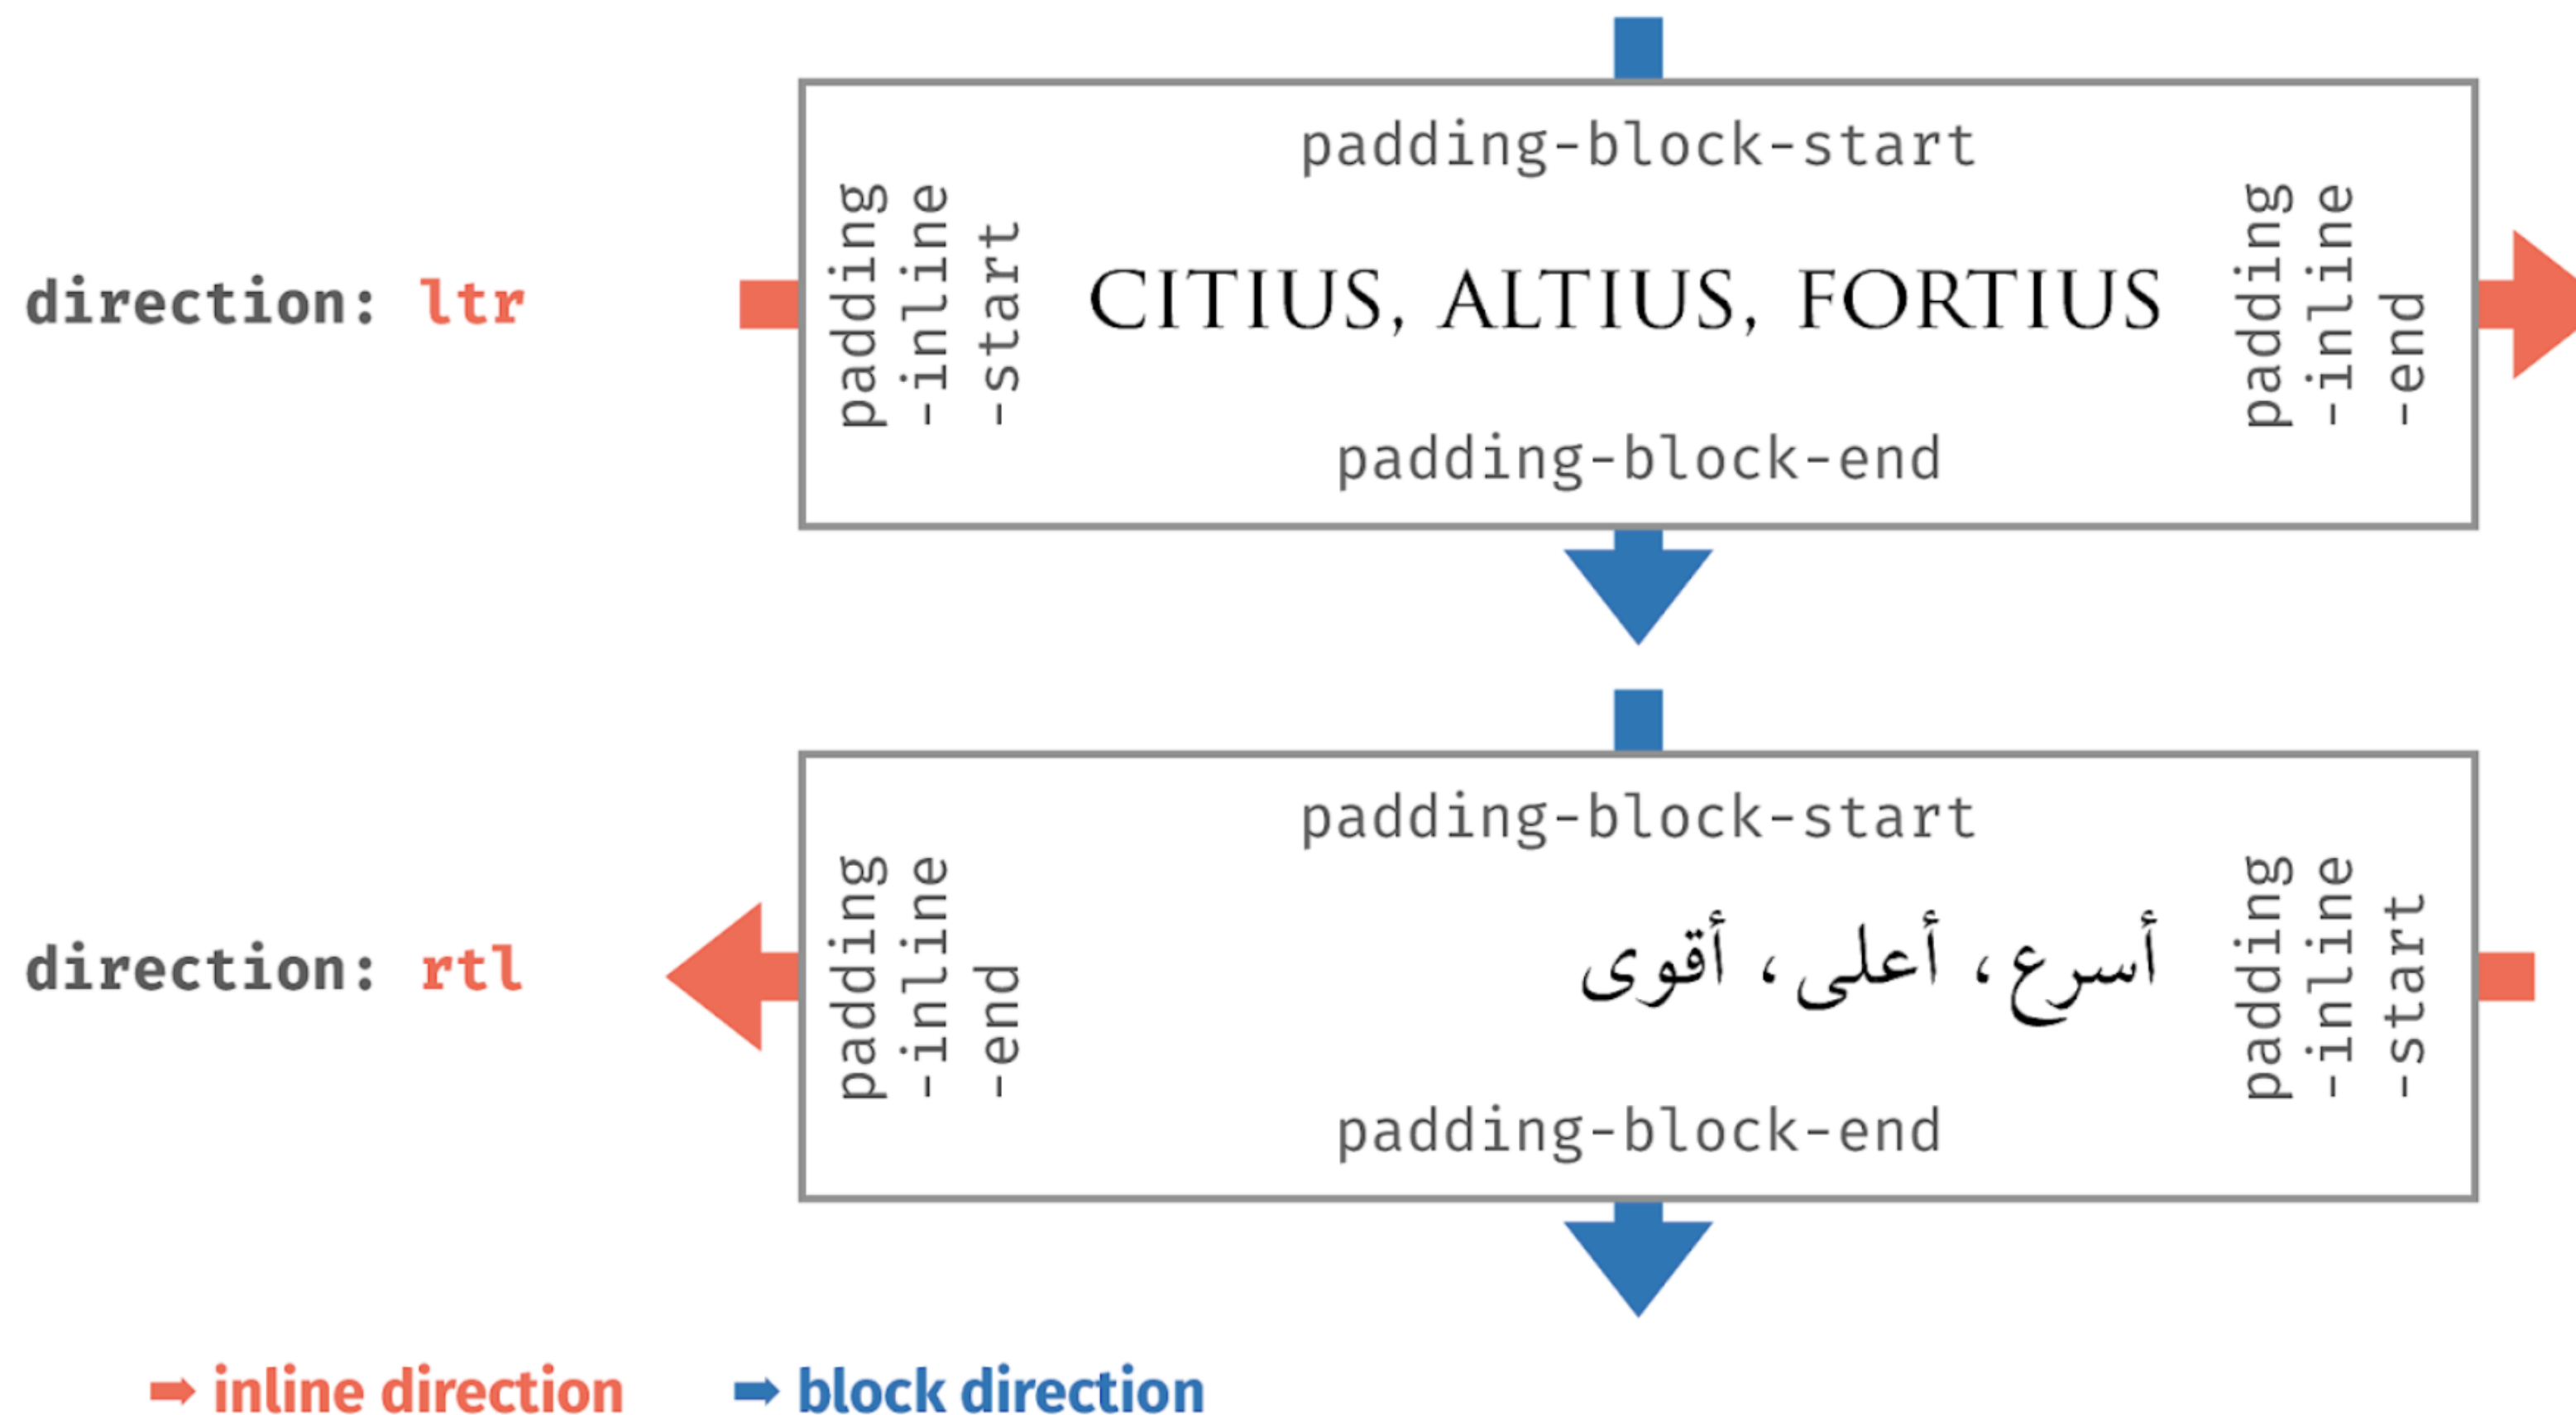 direction: ltr
padding-block-start
padding
-inline
-start
CITIUS, ALTIUS, FORTIUS
padding
-inline
-end
padding-block-end
direction: rtl
padding-block-start
padding
-inline
-end
أسرع، أعلى، أقوى
padding
-inline
-start
padding-block-end
➡ inline direction
➡ block direction